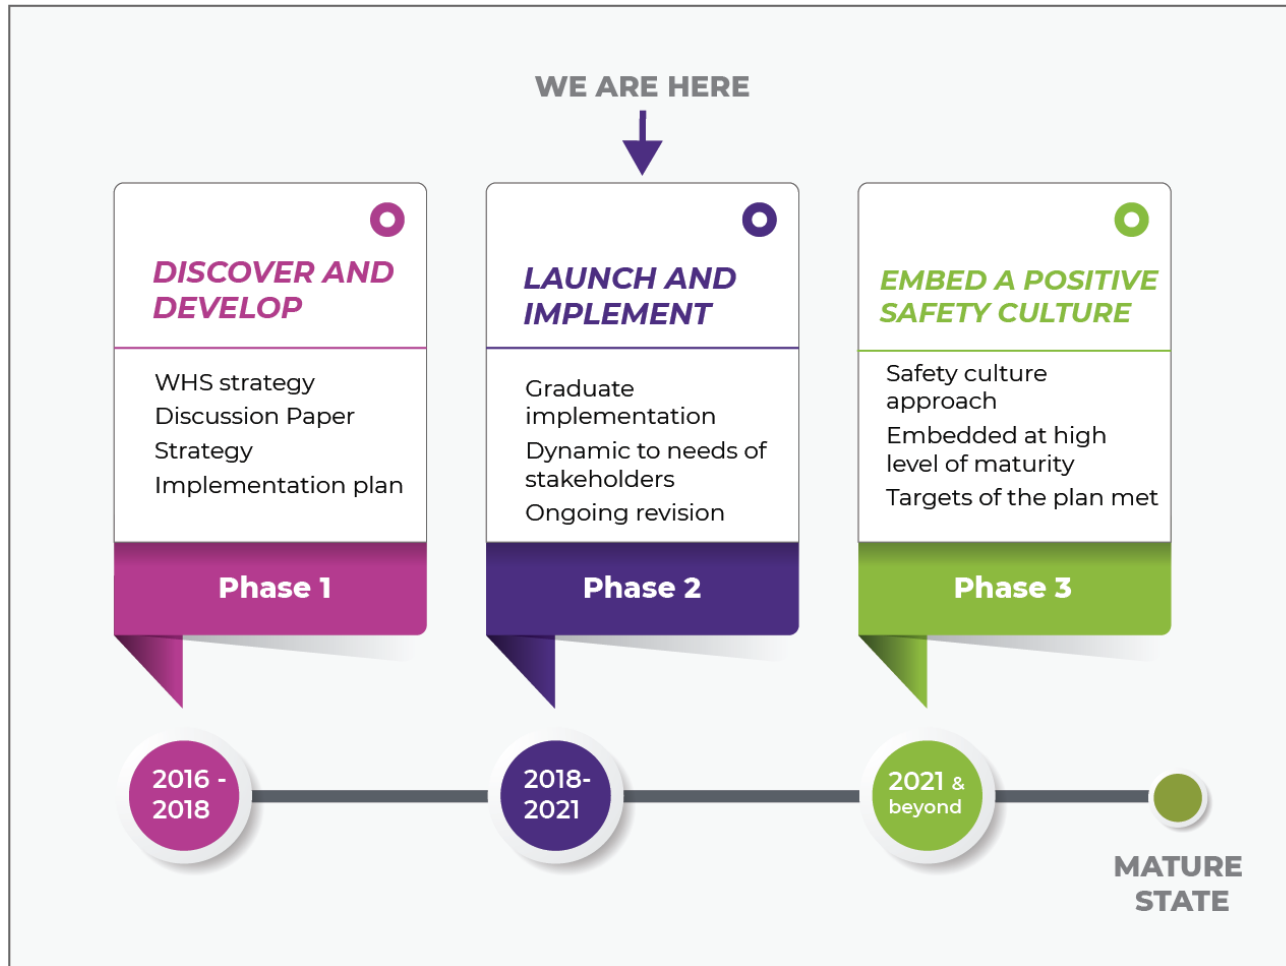 WE ARE HERE
DISCOVER AND
DEVELOP
WHS strategy
Discussion Paper
Strategy
Implementation plan
Phase 1
2016 -
2018
LAUNCH AND
IMPLEMENT
Graduate
implementation
Dynamic to needs of
stakeholders
Ongoing revision
Phase 2
2018-
2021
EMBED A POSITIVE
SAFETY CULTURE
Safety culture
approach
Embedded at high
level of maturity
Targets of the plan met
Phase 3
2021 &
beyond
MATURE
STATE